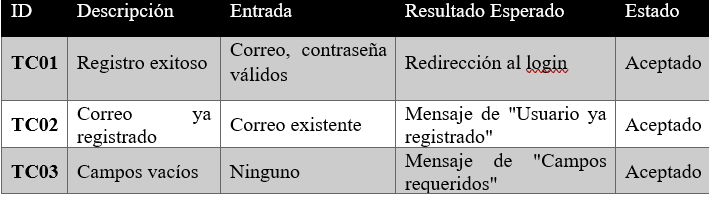 ID Descripción Entrada Resultado Esperado Estado
TC01 Registro exitoso Correo, contraseña válidos Redirección al login Aceptado
TC02 Correo ya registrado Correo existente Mensaje de "Usuario ya registrado" Aceptado
TC03 Campos vacíos Ninguno Mensaje de "Campos requeridos" Aceptado